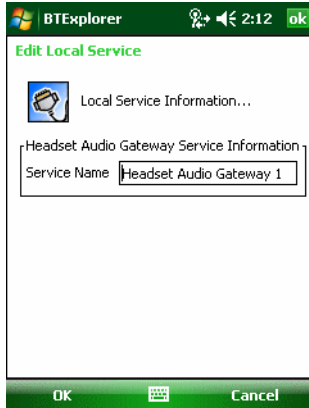 BTExplorer 2:12 ok
Edit Local Service
Local Service Information...
Headset Audio Gateway Service Information
Service Name Headset Audio Gateway 1
OK Cancel